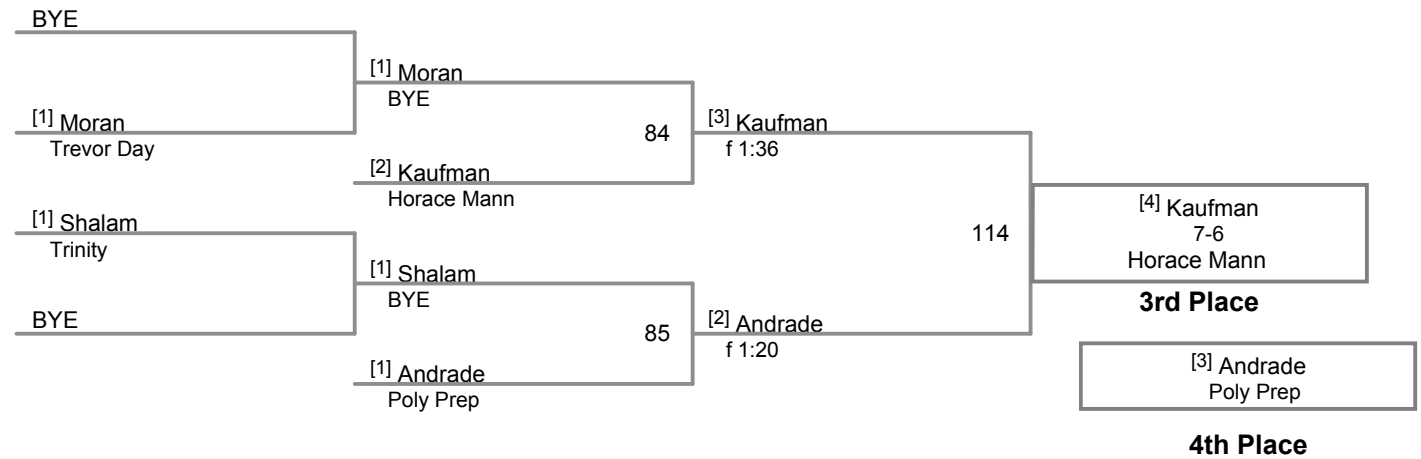 BYE
[1] Moran
BYE
[1] Moran
Trevor Day
84
[3] Kaufman
f 1:36
[2] Kaufman
Horace Mann
[1] Shalam
Trinity
114
[4] Kaufman
7-6
Horace Mann
3rd Place
[1] Shalam
BYE
BYE
85
[2] Andrade
f 1:20
[1] Andrade
Poly Prep
[3] Andrade
Poly Prep
4th Place